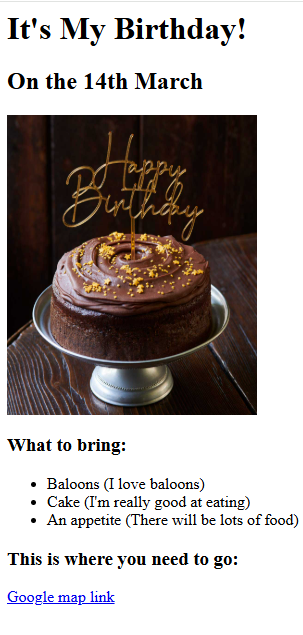 It's My Birthday!
On the 14th March
Happy
Birthday
What to bring:
Baloons (I love baloons)
Cake (I'm really good at eating)
An appetite (There will be lots of food)
This is where you need to go:
Google map link